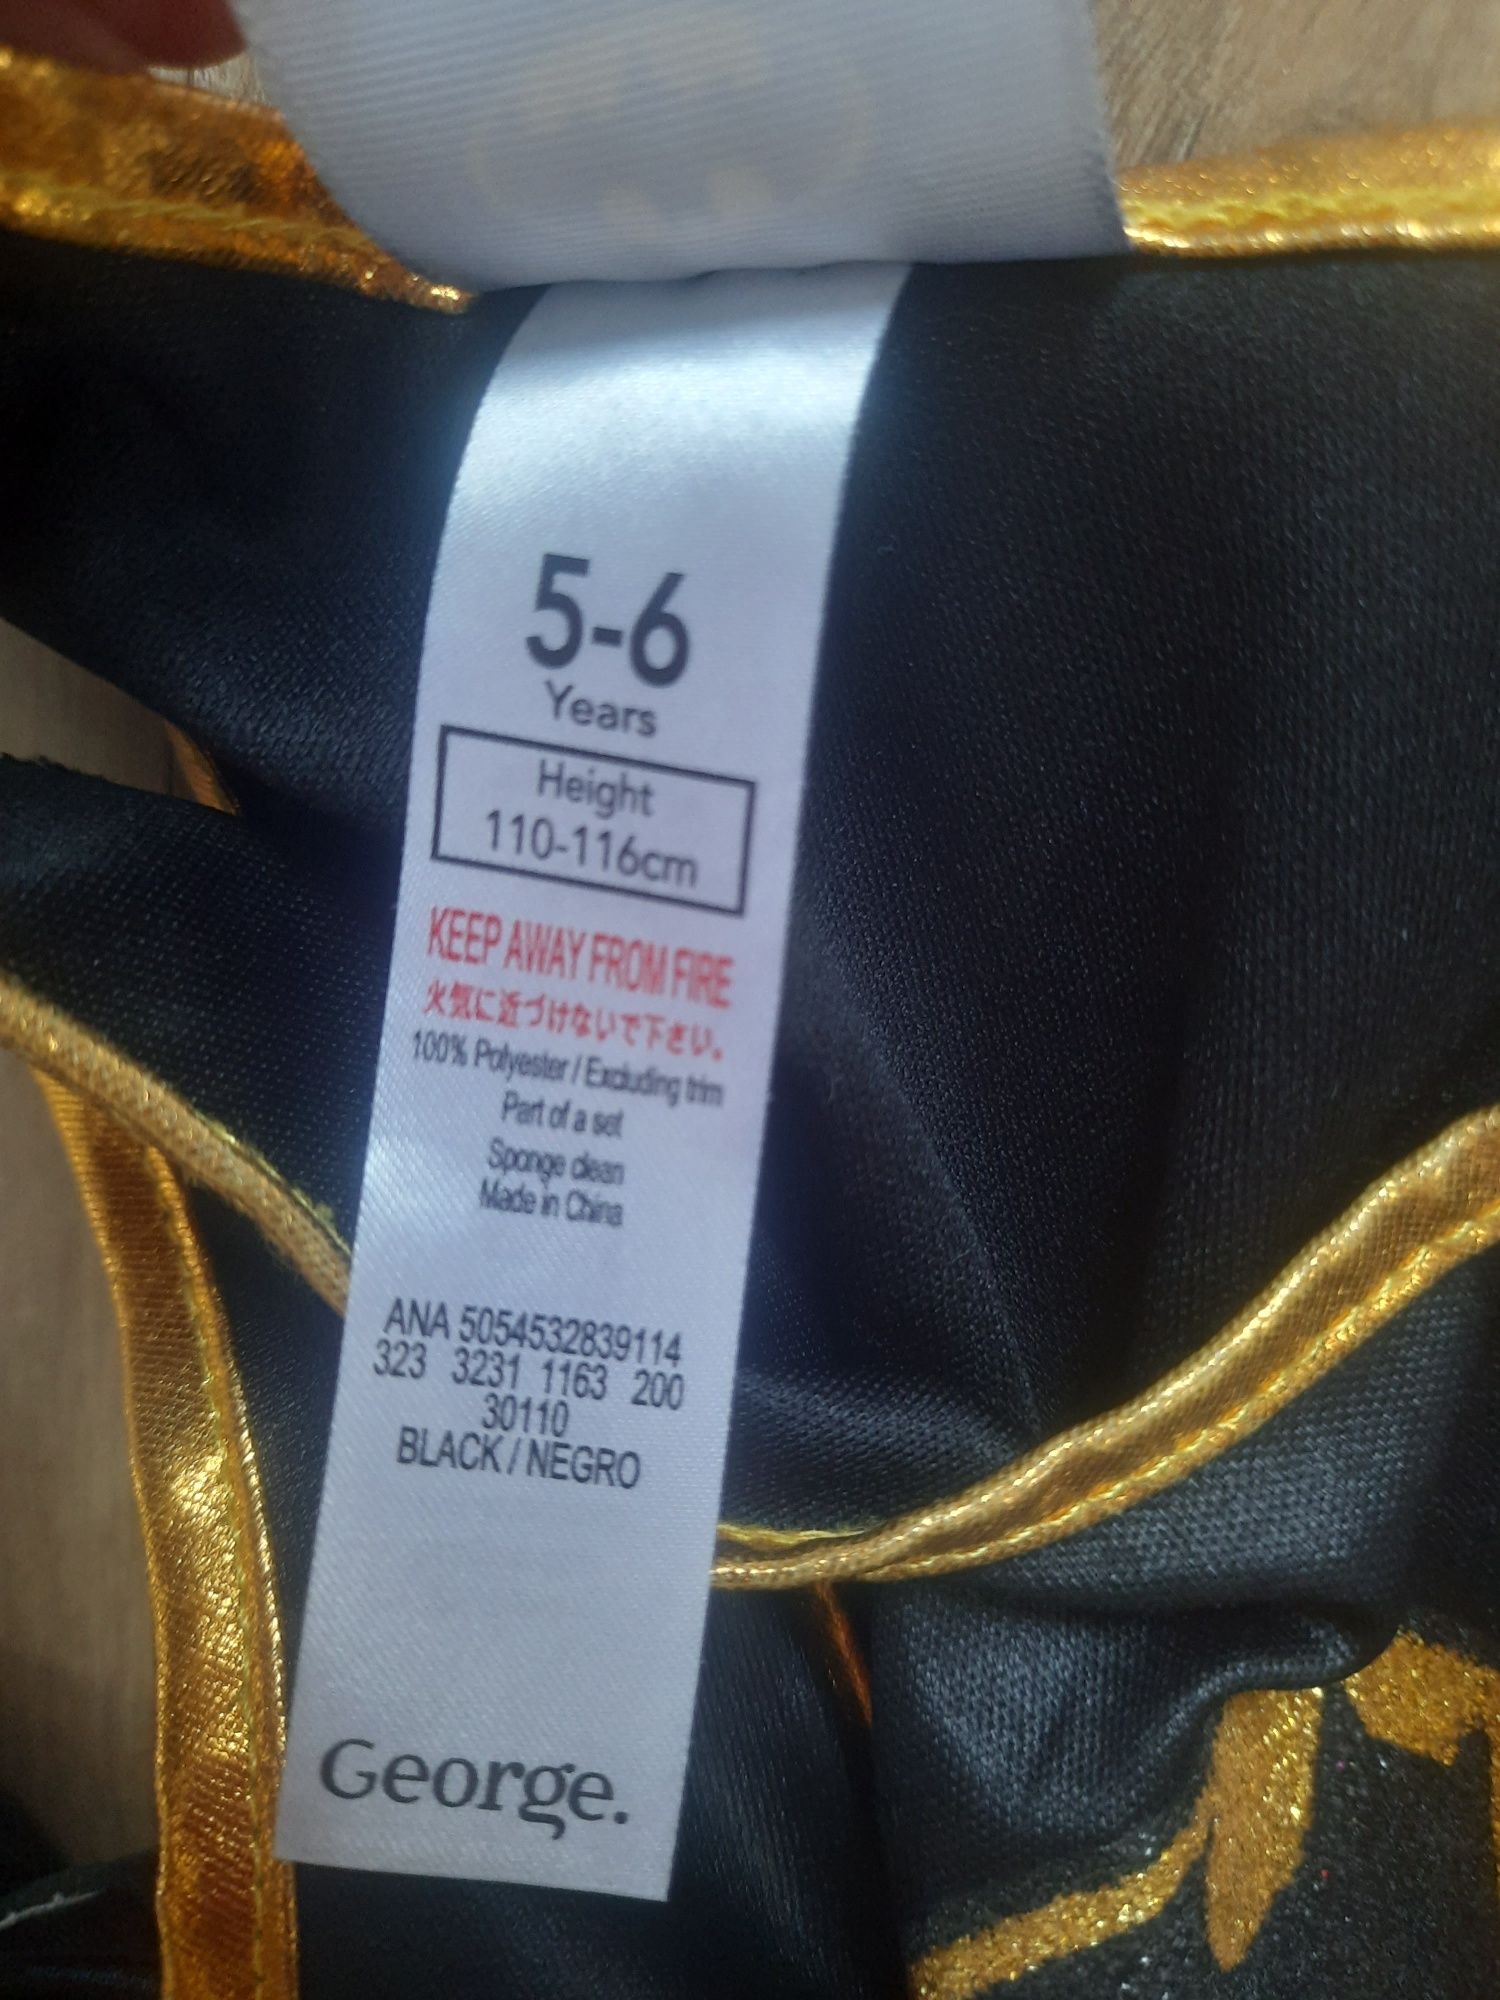 5-6
Years
Height
110-116cm
KEEP AWAY FROM FIRE
火気に近づけないで下さい。
100% Polyester / Excluding trim
Part of a set
Sponge clean
Made in China
ANA 5054532839114
323 3231 1163 200
30110
BLACK / NEGRO
George.